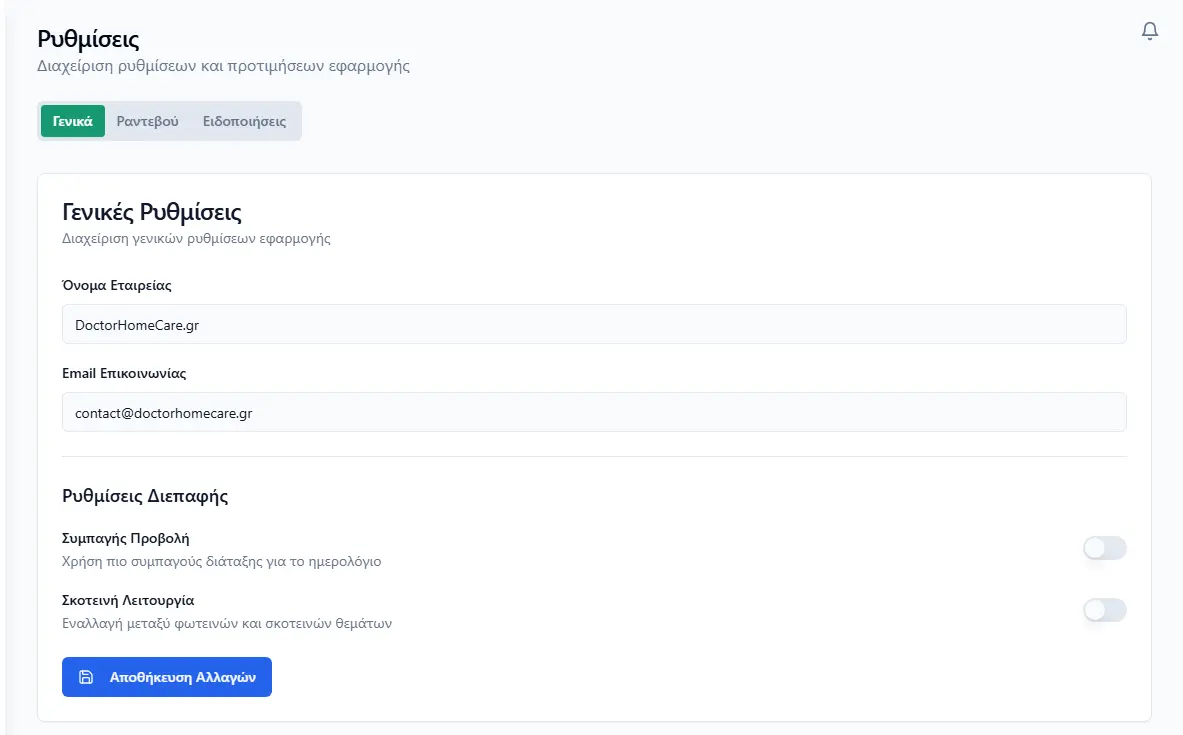 Ρυθμίσεις
Διαχείριση ρυθμίσεων και προτιμήσεων εφαρμογής
Γενικά Ραντεβού Ειδοποιήσεις
Γενικές Ρυθμίσεις
Διαχείριση γενικών ρυθμίσεων εφαρμογής
Όνομα Εταιρείας
DoctorHomeCare.gr
Email Επικοινωνίας
contact@doctorhomecare.gr
Ρυθμίσεις Διεπαφής
Συμπαγής Προβολή
Χρήση πιο συμπαγούς διάταξης για το ημερολόγιο
Σκοτεινή Λειτουργία
Εναλλαγή μεταξύ φωτεινών και σκοτεινών θεμάτων
Αποθήκευση Αλλαγών